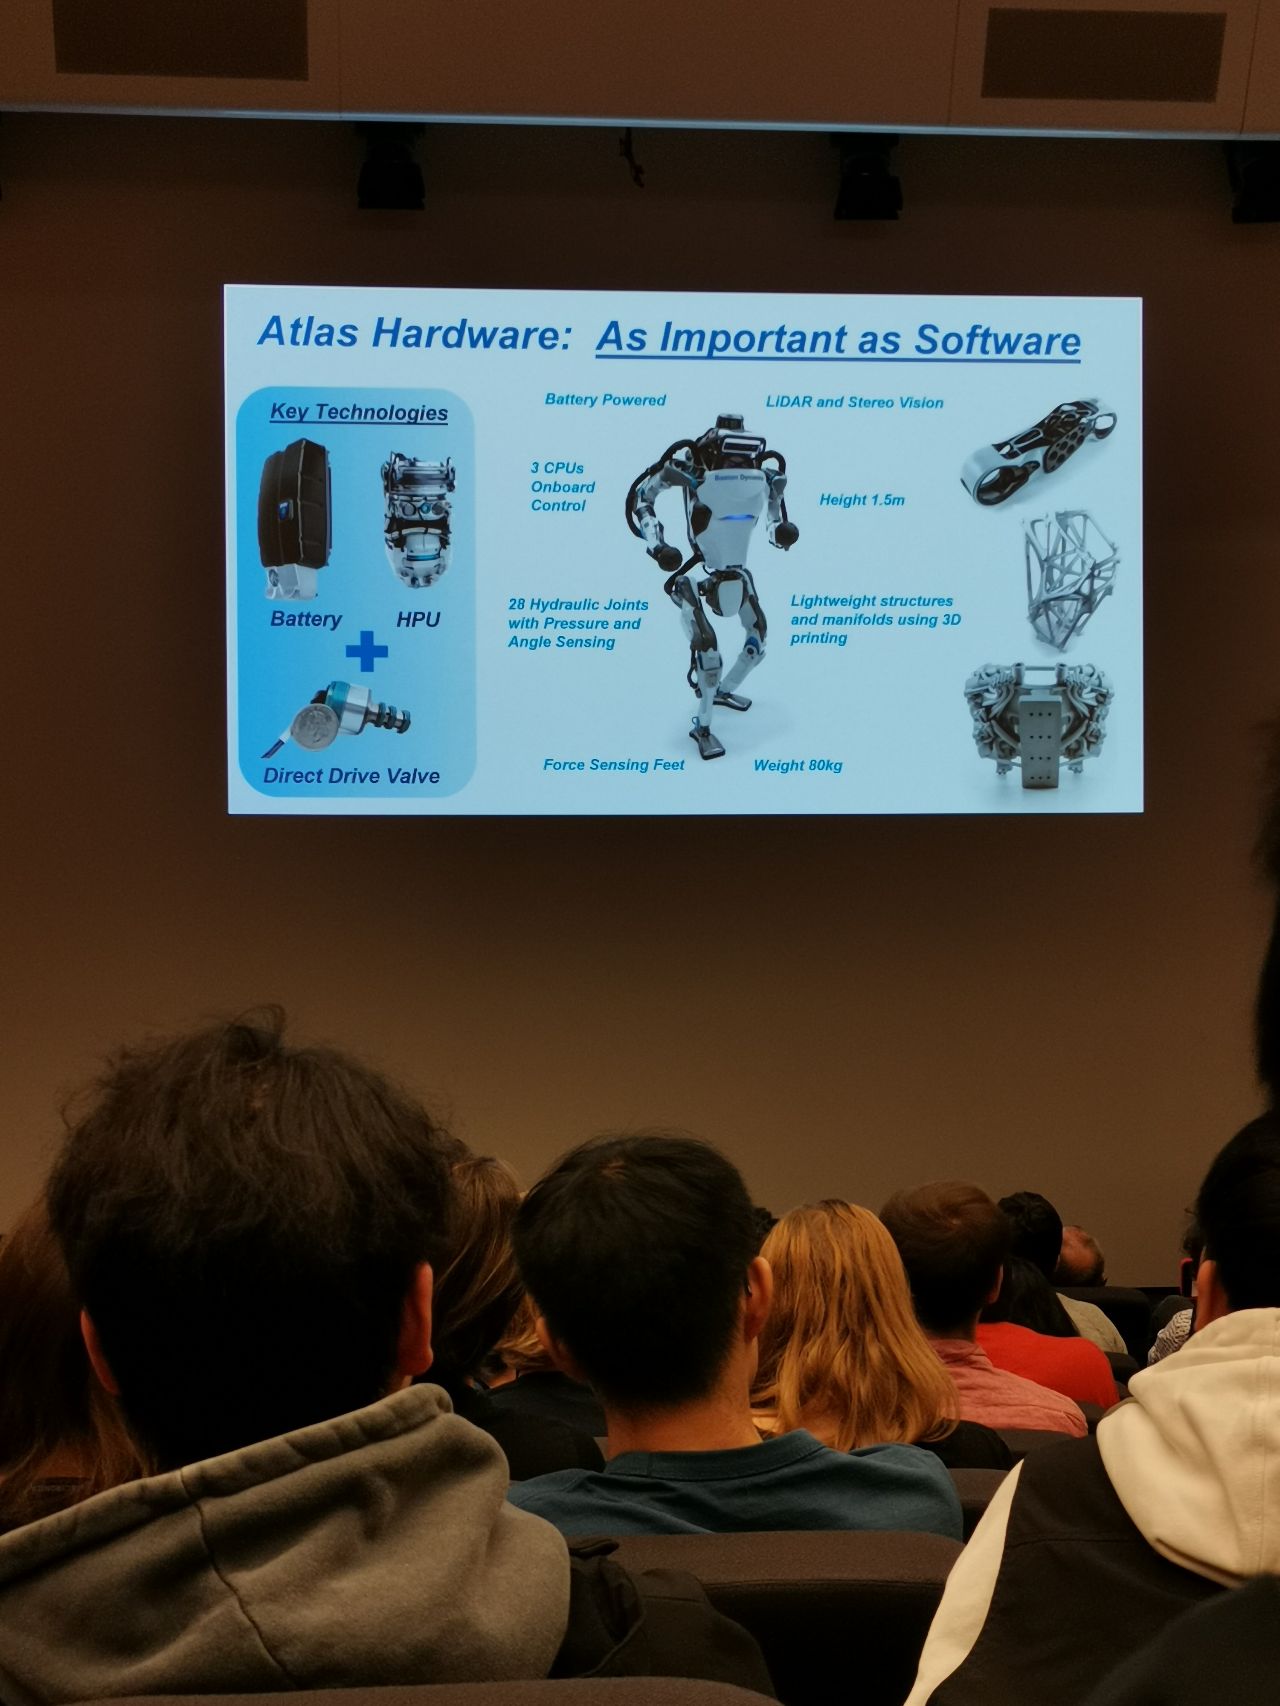 Atlas Hardware: As Important as Software
Key Technologies
Battery
HPU
Direct Drive Valve
Battery Powered
LiDAR and Stereo Vision
3 CPUs
Onboard
Control
Height 1.5m
28 Hydraulic Joints
with Pressure and
Angle Sensing
Lightweight structures
and manifolds using 3D
printing
Force Sensing Feet
Weight 80kg